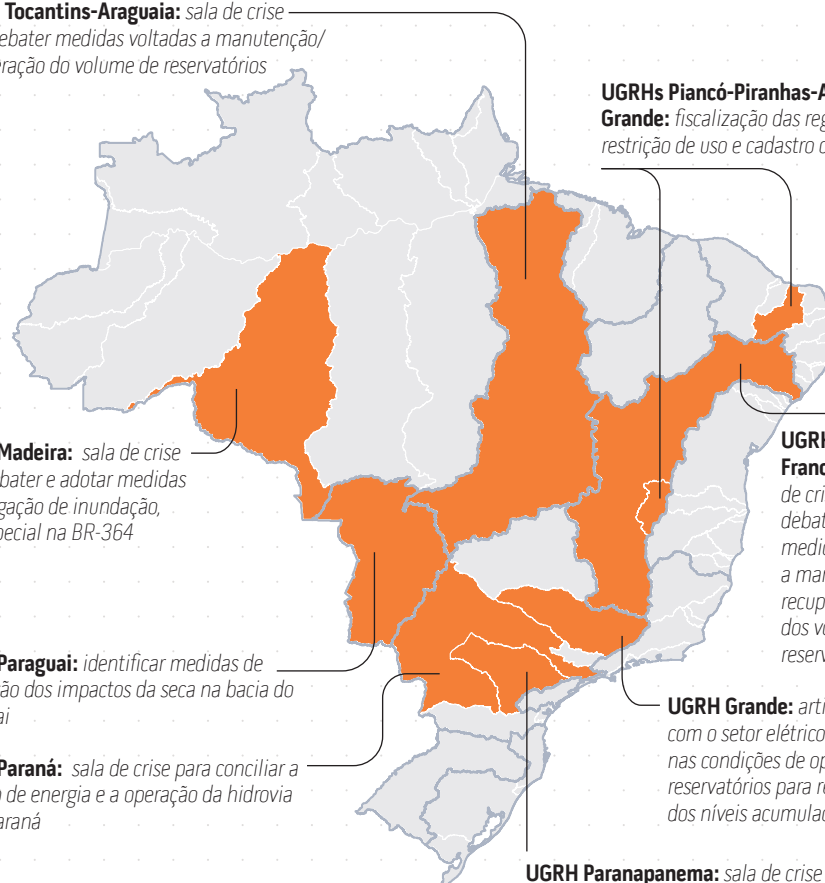 Tocantins-Araguaia: sala de crise
debater medidas voltadas a manutenção/
ração do volume de reservatórios
UGRHs Piancó-Piranhas-A
Grande: fiscalização das reg
restrição de uso e cadastro
Madeira: sala de crise
bater e adotar medidas
gação de inundação,
pecial na BR-364
UGRH
Franc
de cri
debat
medic
a mar
recup
dos vo
reserv
Paraguai: identificar medidas de
ão dos impactos da seca na bacia do
ai
UGRH Grande: arti
com o setor elétrico
nas condições de op
reservatórios para re
dos níveis acumulad
Paraná: sala de crise para conciliar a
de energia e a operação da hidrovia
araná
UGRH Paranapanema: sala de crise